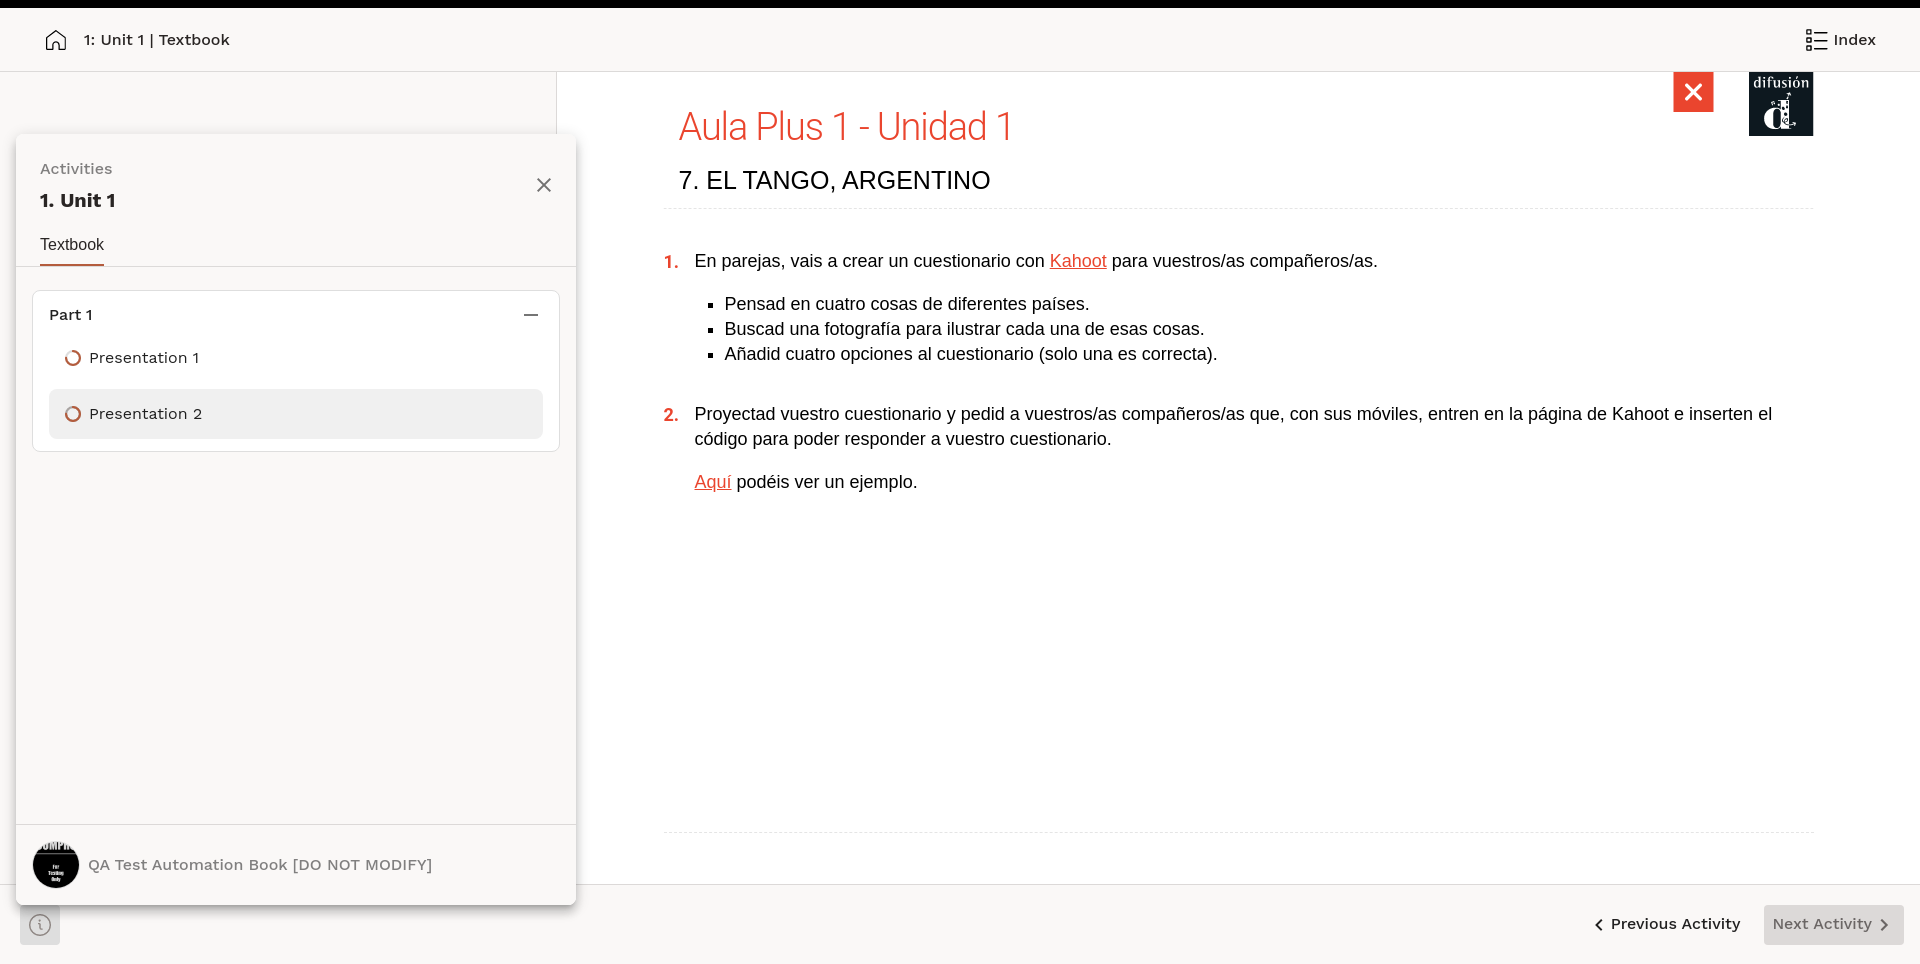 1: Unit 1 | Textbook
Index
Activities
1. Unit 1
Textbook
Part 1
Presentation 1
Presentation 2
For
Testing
Only
QA Test Automation Book [DO NOT MODIFY]
difusión
Aula Plus 1 - Unidad 1
7. EL TANGO, ARGENTINO
1. En parejas, vais a crear un cuestionario con Kahoot para vuestros/as compañeros/as.
Pensad en cuatro cosas de diferentes países.
Buscad una fotografía para ilustrar cada una de esas cosas.
Añadid cuatro opciones al cuestionario (solo una es correcta).
2. Proyectad vuestro cuestionario y pedid a vuestros/as compañeros/as que, con sus móviles, entren en la página de Kahoot e inserten el
código para poder responder a vuestro cuestionario.
Aquí podéis ver un ejemplo.
Previous Activity
Next Activity